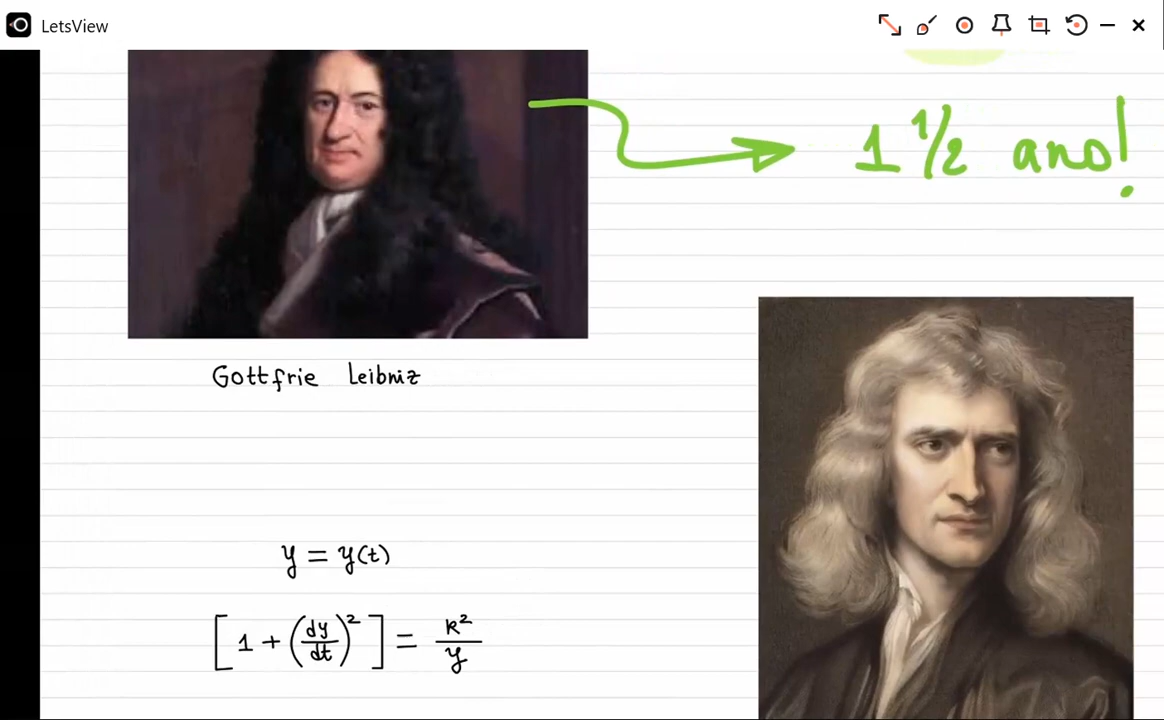 LetsView
1 1/2 ano!
Gottfrie Leibniz
y = y(t)
[1 + (dy/dt)²] = k²/y